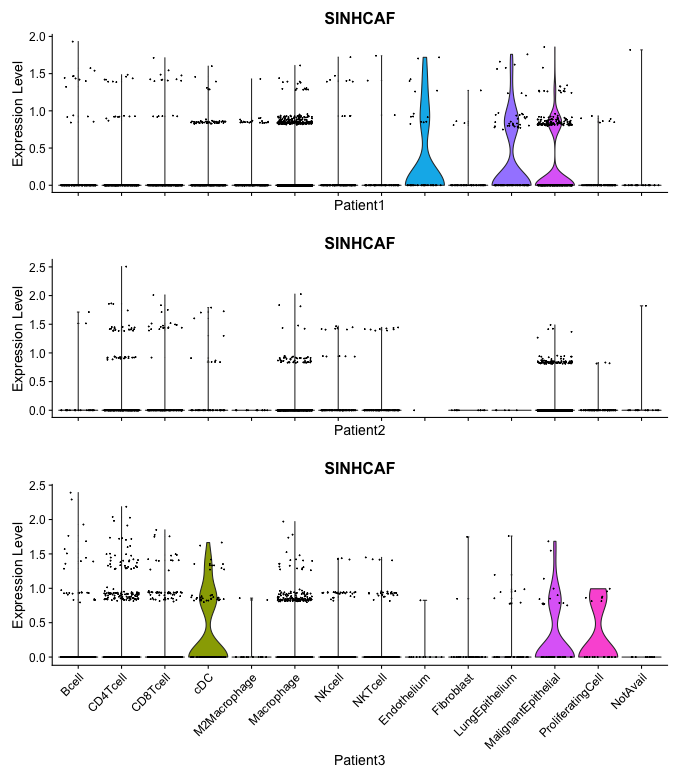 SINHCAF
Expression Level
2.0
1.5
1.0
0.5
0.0
Patient1
SINHCAF
Expression Level
2.5
2.0
1.5
1.0
0.5
0.0
Patient2
SINHCAF
Expression Level
2.5
2.0
1.5
1.0
0.5
0.0
Bcell
CD4Tcell
CD8Tcell
cDC
M2Macrophage
Macrophage
NKcell
NKTcell
Endothelium
Fibroblast
LungEpithelium
MalignantEpithelial
ProliferatingCell
NotAvail
Patient3